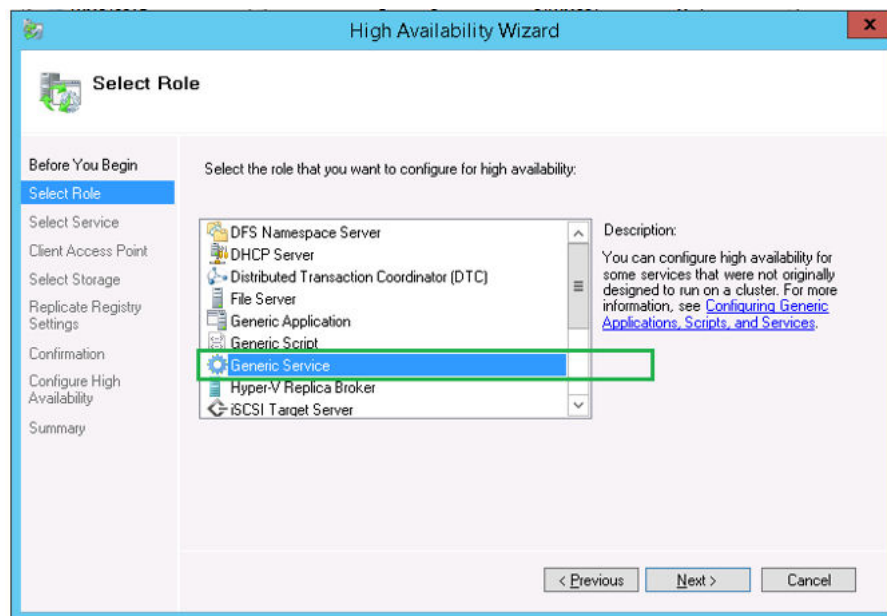 High Availability Wizard
x
Select Role
Before You Begin
Select Role
Select Service
Client Access Point
Select Storage
Replicate Registry
Settings
Confirmation
Configure High
Availability
Summary
Select the role that you want to configure for high availability:
DFS Namespace Server
DHCP Server
Distributed Transaction Coordinator (DTC)
File Server
Generic Application
Generic Script
Generic Service
Hyper-V Replica Broker
iSCSI Target Server
Description:
You can configure high availability for
some services that were not originally
designed to run on a cluster. For more
information, see Configuring Generic
Applications, Scripts, and Services.
< Previous
Next >
Cancel